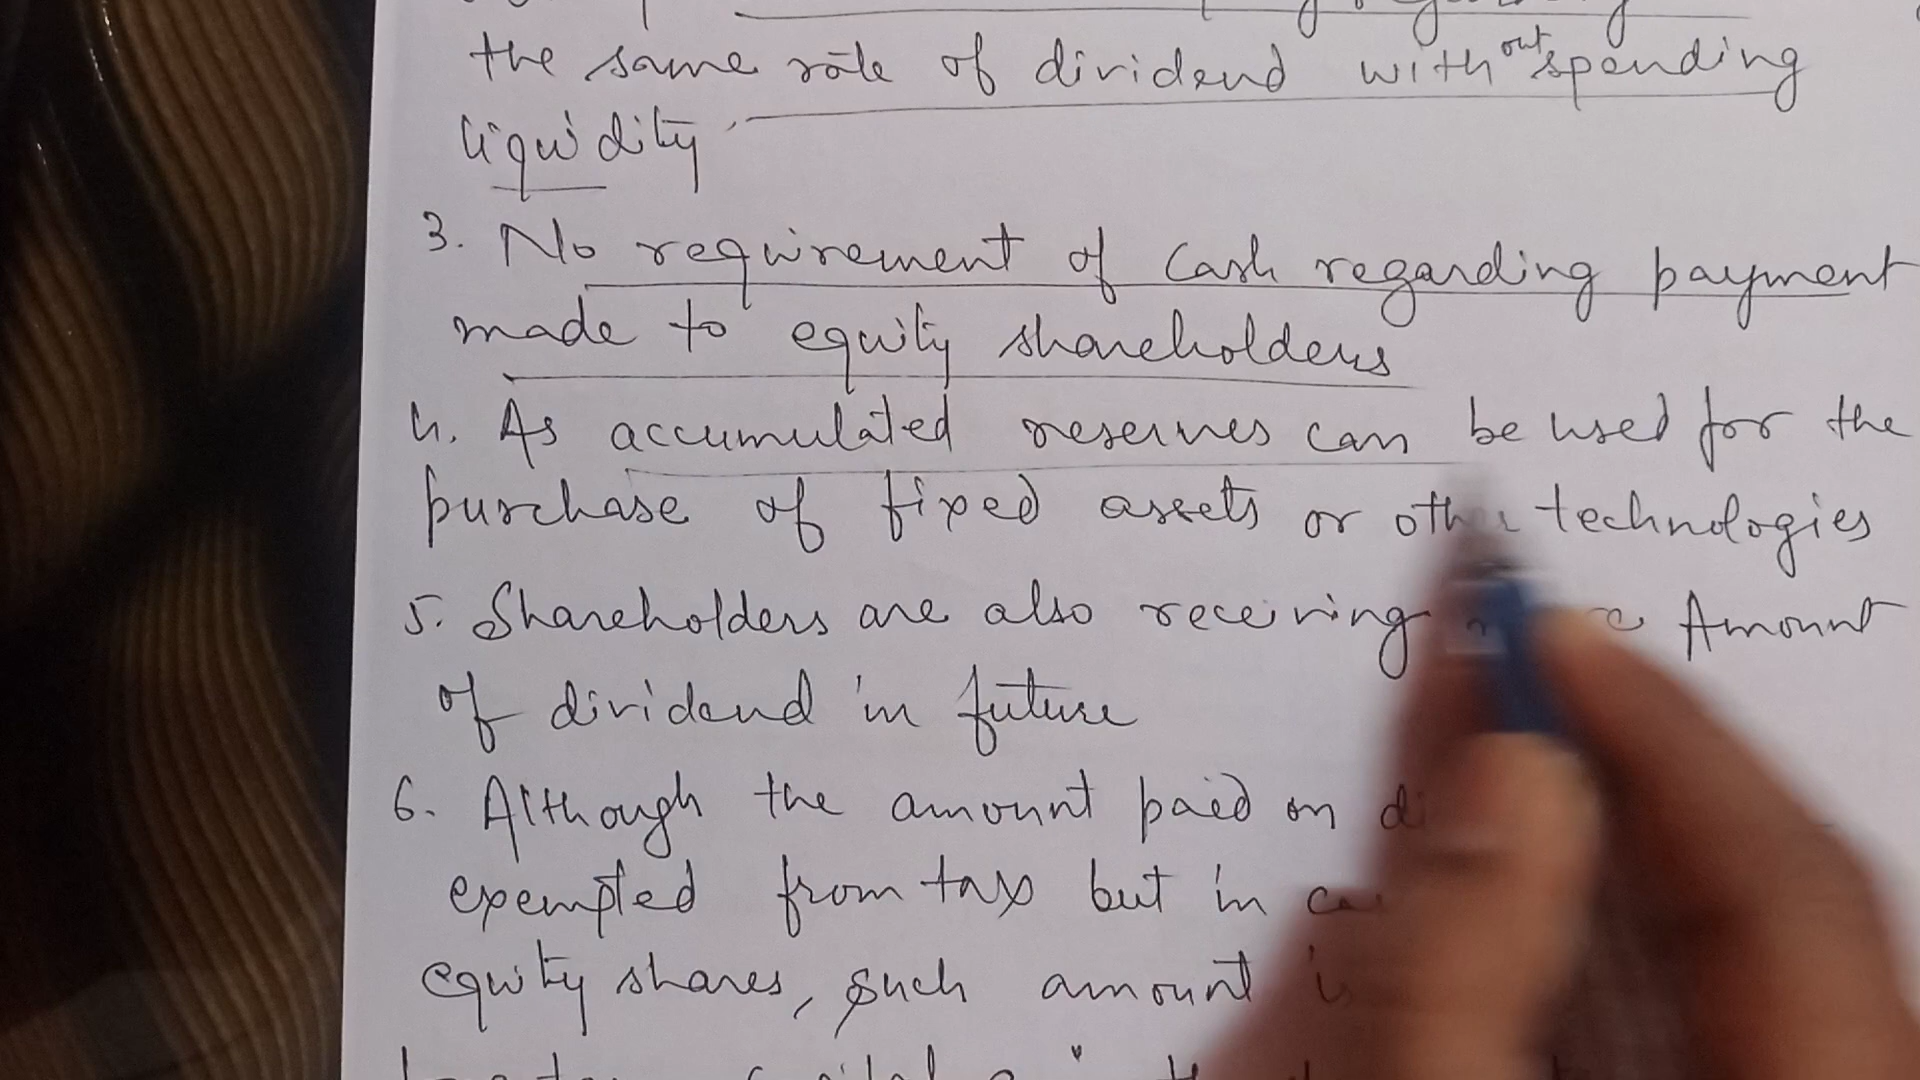 the same rate of dividend without spending
liquidity.
3. No requirement of Cash regarding payment
made to equity shareholders
4. As accumulated reserves can be used for the
purchase of fixed assets or other technologies
5. Shareholders are also receiving Amount
of dividend in future
6. Although the amount paid on
exempted from tax but in
equity shares, such amount is